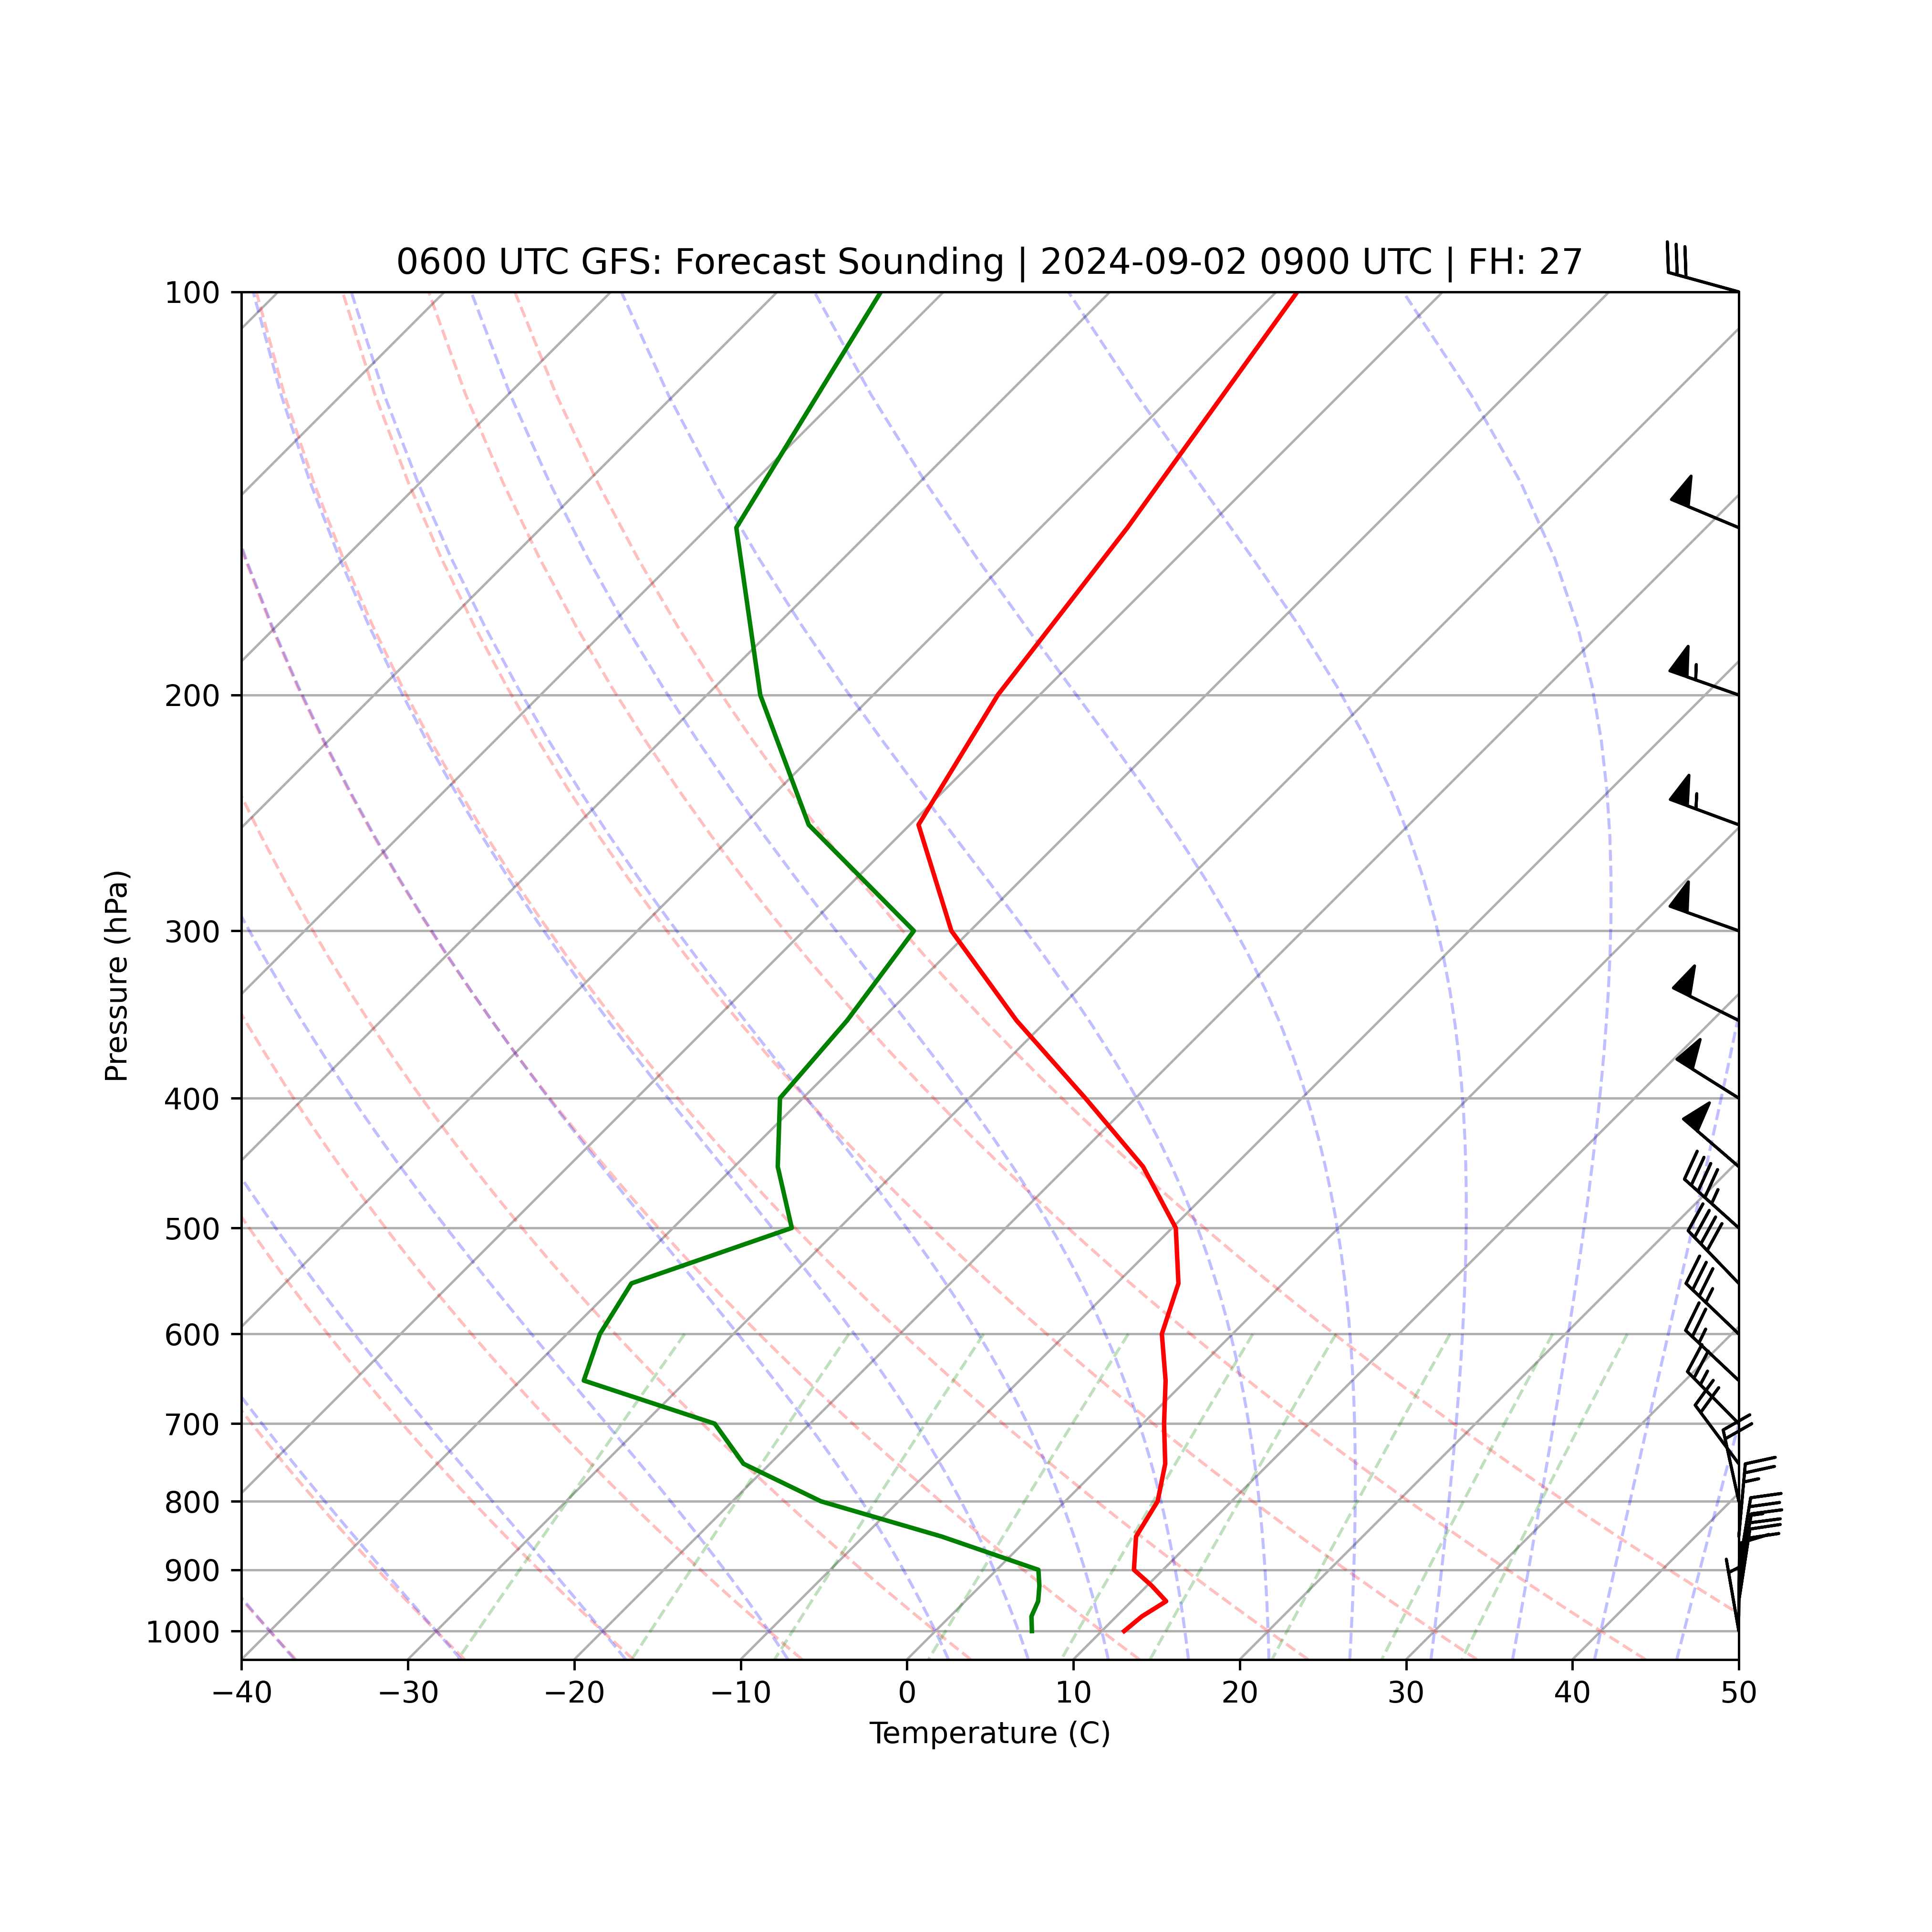 0600 UTC GFS: Forecast Sounding | 2024-09-02 0900 UTC | FH: 27
100
200
300
400
500
600
700
800
900
1000
Pressure (hPa)
−40 −30 −20 −10 0 10 20 30 40 50
Temperature (C)